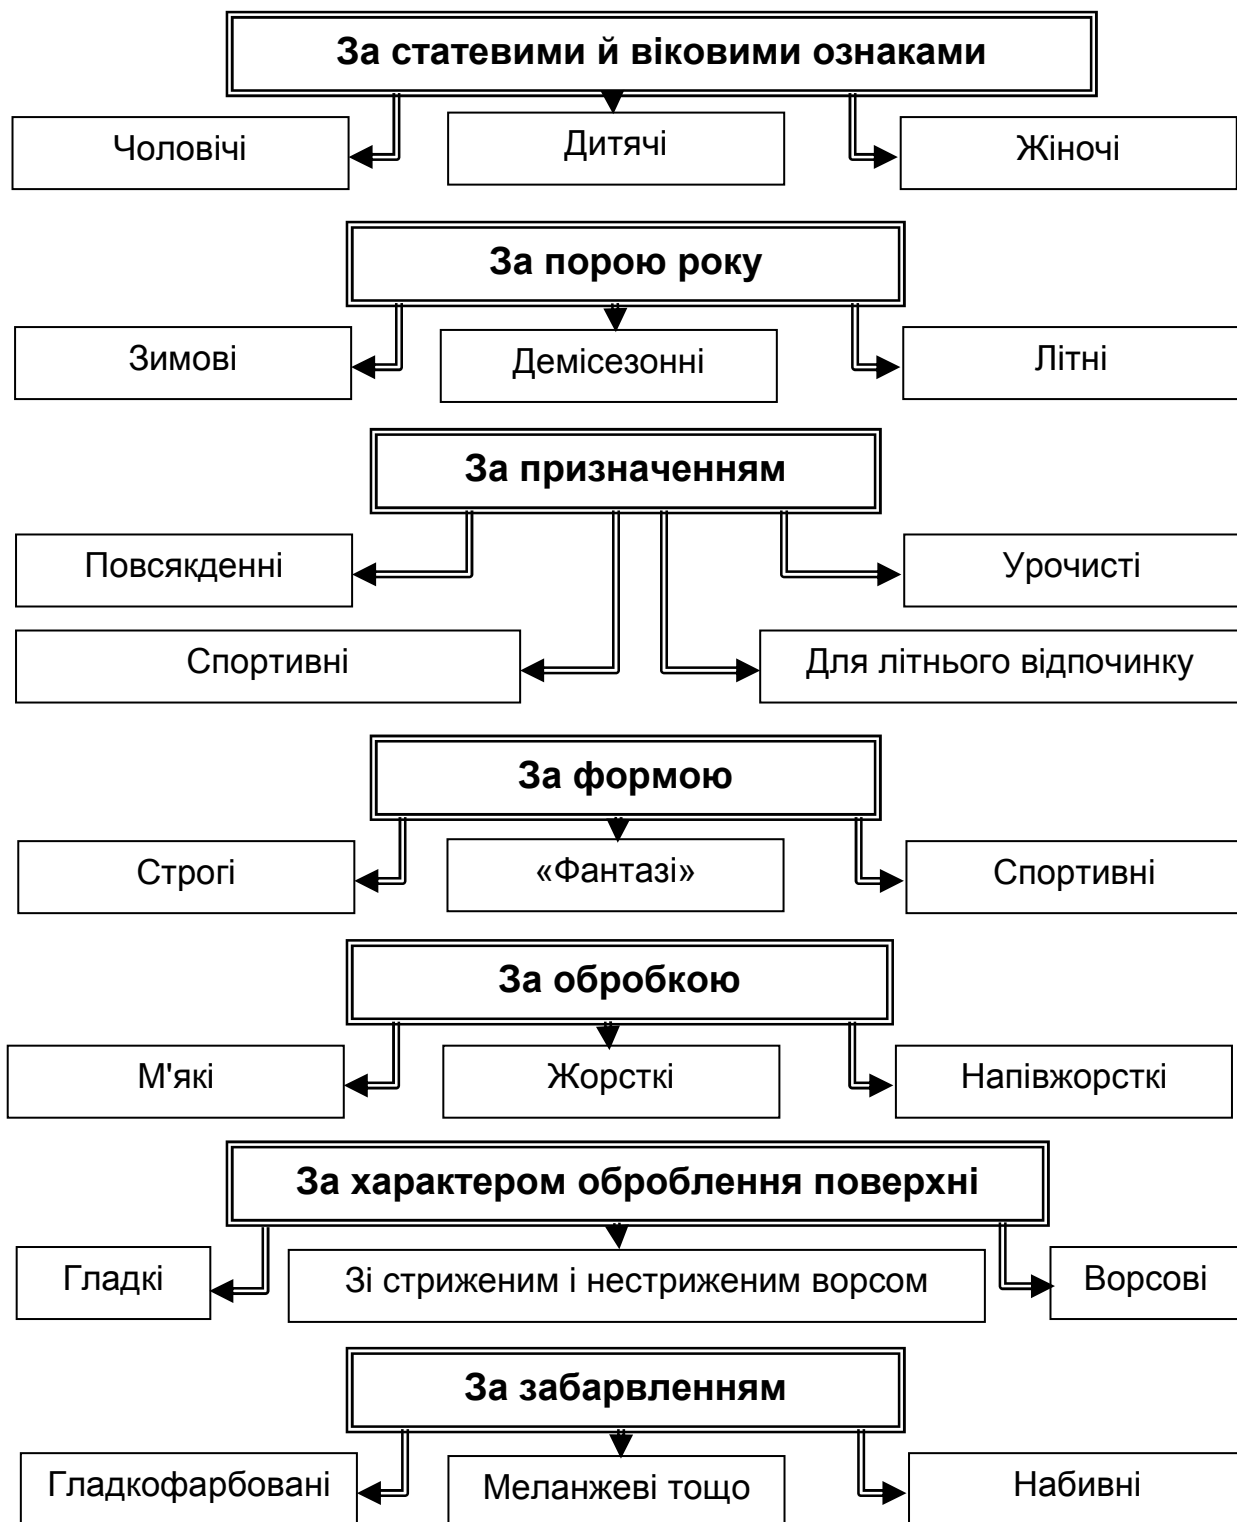 За статевими й віковими ознаками
Чоловічі
Дитячі
Жіночі
За порою року
Зимові
Демісезонні
Літні
За призначенням
Повсякденні
Урочисті
Спортивні
Для літнього відпочинку
За формою
Строгі
«Фантазі»
Спортивні
За обробкою
М'які
Жорсткі
Напівжорсткі
За характером оброблення поверхні
Гладкі
Зі стриженим і нестриженим ворсом
Ворсові
За забарвленням
Гладкофарбовані
Меланжеві тощо
Набивні